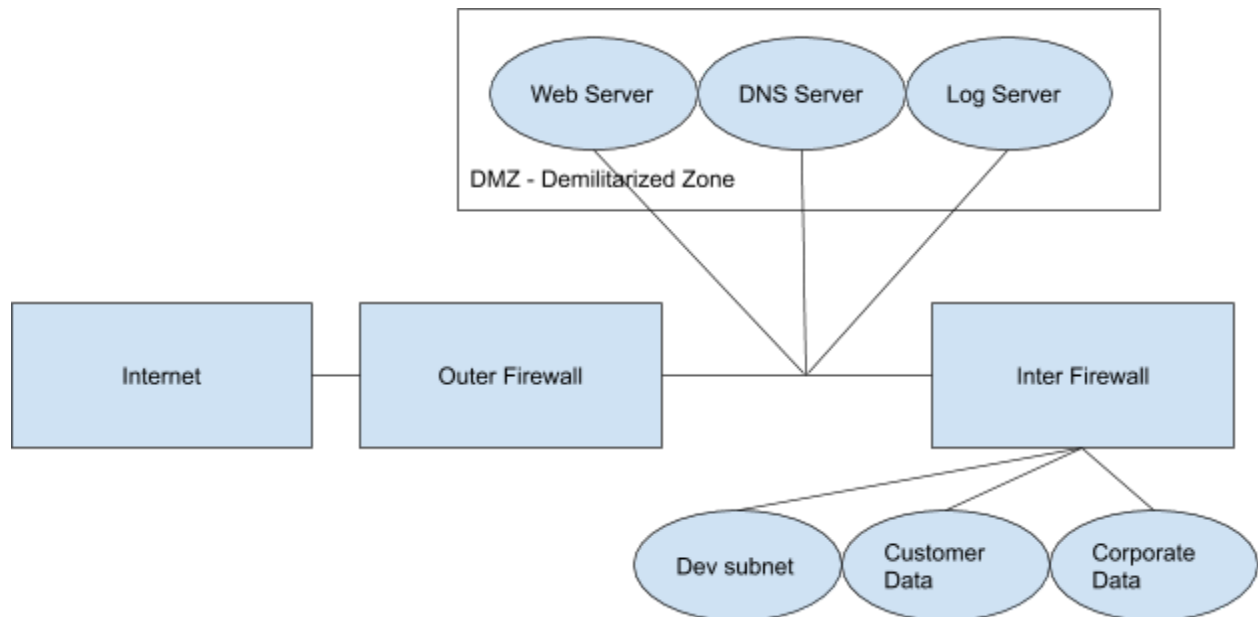 Web Server
DNS Server
Log Server
DMZ - Demilitarized Zone
Internet
Outer Firewall
Inter Firewall
Dev subnet
Customer
Data
Corporate
Data